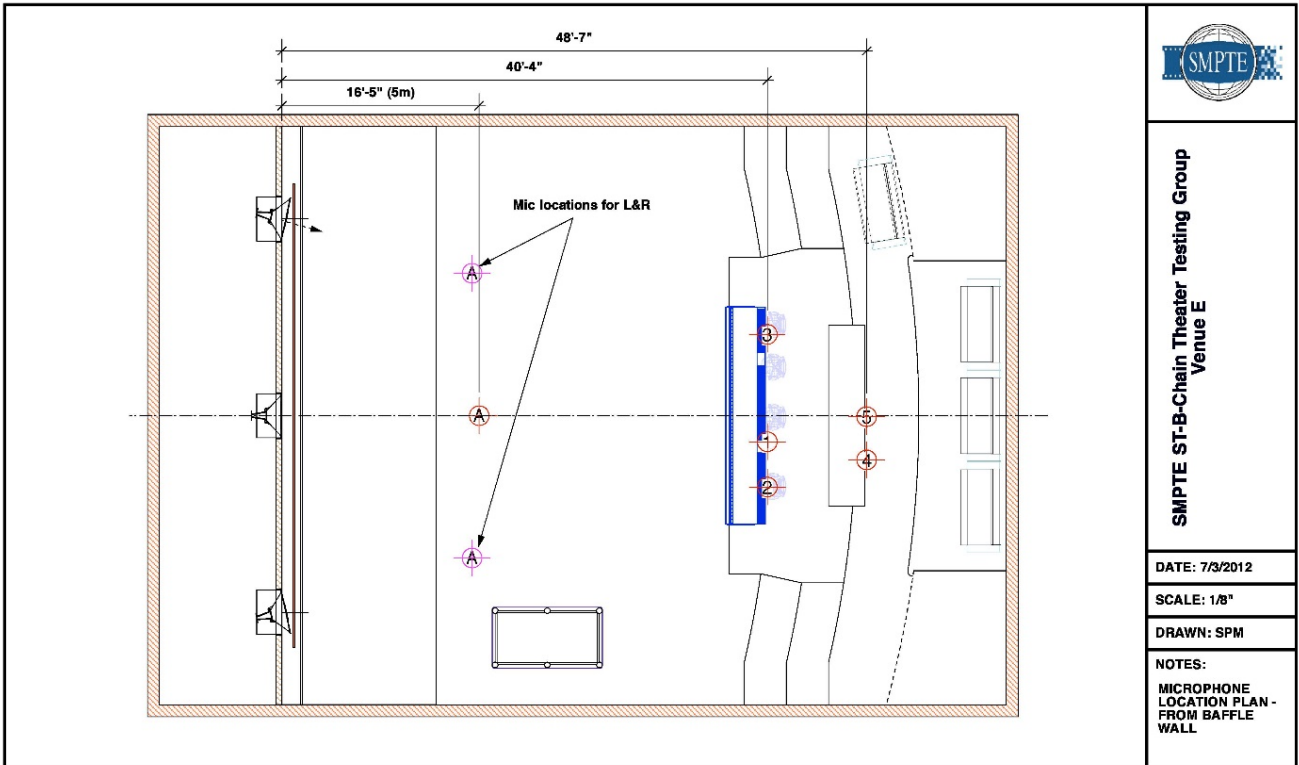 48'-7"
40'-4"
16'-5" (5m)
Mic locations for L&R
A
A
A
3
1
2
5
4
SMPTE
SMPTE ST-B-Chain Theater Testing Group
Venue E
DATE: 7/3/2012
SCALE: 1/8"
DRAWN: SPM
NOTES:
MICROPHONE
LOCATION PLAN -
FROM BAFFLE
WALL